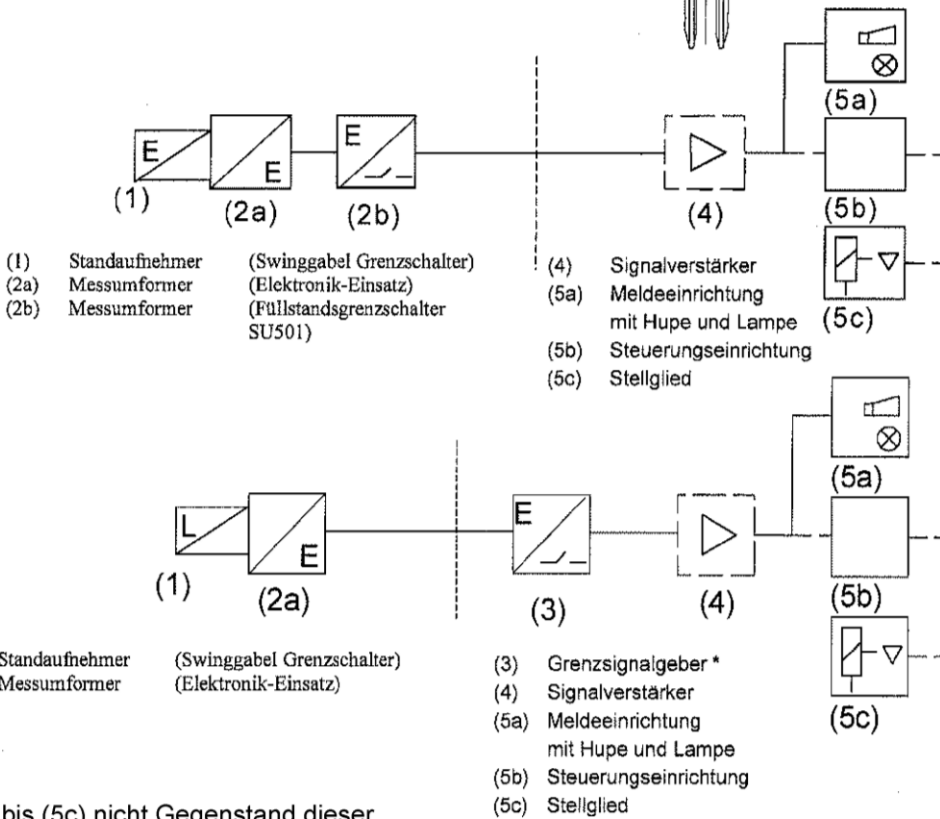 (5a)
E
E
E
(1)
(2a)
(2b)
(4)
(5b)
(1) Standaufnehmer (Swinggabel Grenzschalter)
(2a) Messumformer (Elektronik-Einsatz)
(2b) Messumformer (Füllstandsgrenzschalter
SU501)
(4) Signalverstärker
(5a) Meldeeinrichtung
mit Hupe und Lampe
(5c)
(5b) Steuerungseinrichtung
(5c) Stellglied
(5a)
L
E
E
(1)
(2a)
(3)
(4)
(5b)
Standaufnehmer (Swinggabel Grenzschalter)
Messumformer (Elektronik-Einsatz)
(3) Grenzsignalgeber *
(4) Signalverstärker
(5a) Meldeeinrichtung
mit Hupe und Lampe
(5c)
(5b) Steuerungseinrichtung
(5c) Stellglied
bis (5c) nicht Gegenstand dieser